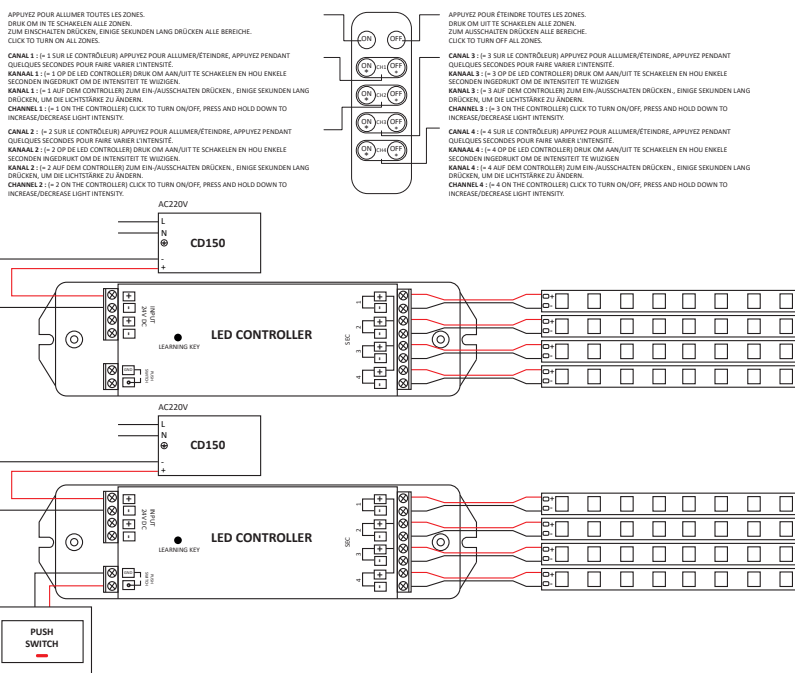 APPUYEZ POUR ALLUMER TOUTES LES ZONES.
DRUK OM IN TE SCHAKELEN ALLE ZONEN.
ZUM EINSCHALTEN DRÜCKEN, EINIGE SEKUNDEN LANG DRÜCKEN ALLE BEREICHE.
CLICK TO TURN ON ALL ZONES.
CANAL 1 : (= 1 SUR LE CONTRÔLEUR) APPUYEZ POUR ALLUMER/ÉTEINDRE, APPUYEZ PENDANT
QUELQUES SECONDES POUR FAIRE VARIER L'INTENSITÉ.
KANAAL 1 : (= 1 OP DE LED CONTROLLER) DRUK OM AAN/UIT TE SCHAKELEN EN HOU ENKELE
SECONDEN INGEDRUKT OM DE INTENSITEIT TE WIJZIGEN.
KANAL 1 : (= 1 AUF DEM CONTROLLER) ZUM EIN-/AUSSCHALTEN DRÜCKEN., EINIGE SEKUNDEN LANG
DRÜCKEN, UM DIE LICHTSTÄRKE ZU ÄNDERN.
CHANNEL 1 : (= 1 ON THE CONTROLLER) CLICK TO TURN ON/OFF, PRESS AND HOLD DOWN TO
INCREASE/DECREASE LIGHT INTENSITY.
CANAL 2 : (= 2 SUR LE CONTRÔLEUR) APPUYEZ POUR ALLUMER/ÉTEINDRE, APPUYEZ PENDANT
QUELQUES SECONDES POUR FAIRE VARIER L'INTENSITÉ.
KANAAL 2 : (= 2 OP DE LED CONTROLLER) DRUK OM AAN/UIT TE SCHAKELEN EN HOU ENKELE
SECONDEN INGEDRUKT OM DE INTENSITEIT TE WIJZIGEN.
KANAL 2 : (= 2 AUF DEM CONTROLLER) ZUM EIN-/AUSSCHALTEN DRÜCKEN., EINIGE SEKUNDEN LANG
DRÜCKEN, UM DIE LICHTSTÄRKE ZU ÄNDERN.
CHANNEL 2 : (= 2 ON THE CONTROLLER) CLICK TO TURN ON/OFF, PRESS AND HOLD DOWN TO
INCREASE/DECREASE LIGHT INTENSITY.
ON OFF
ON CH1 OFF
ON CH2 OFF
ON CH3 OFF
ON CH4 OFF
APPUYEZ POUR ÉTEINDRE TOUTES LES ZONES.
DRUK OM UIT TE SCHAKELEN ALLE ZONEN.
ZUM AUSSCHALTEN DRÜCKEN ALLE BEREICHE.
CLICK TO TURN OFF ALL ZONES.
CANAL 3 : (= 3 SUR LE CONTRÔLEUR) APPUYEZ POUR ALLUMER/ÉTEINDRE, APPUYEZ PENDANT
QUELQUES SECONDES POUR FAIRE VARIER L'INTENSITÉ.
KANAAL 3 : (= 3 OP DE LED CONTROLLER) DRUK OM AAN/UIT TE SCHAKELEN EN HOU ENKELE
SECONDEN INGEDRUKT OM DE INTENSITEIT TE WIJZIGEN
KANAL 3 : (= 3 AUF DEM CONTROLLER) ZUM EIN-/AUSSCHALTEN DRÜCKEN., EINIGE SEKUNDEN LANG
DRÜCKEN, UM DIE LICHTSTÄRKE ZU ÄNDERN.
CHANNEL 3 : (= 3 ON THE CONTROLLER) CLICK TO TURN ON/OFF, PRESS AND HOLD DOWN TO
INCREASE/DECREASE LIGHT INTENSITY.
CANAL 4 : (= 4 SUR LE CONTRÔLEUR) APPUYEZ POUR ALLUMER/ÉTEINDRE, APPUYEZ PENDANT
QUELQUES SECONDES POUR FAIRE VARIER L'INTENSITÉ.
KANAAL 4 : (= 4 OP DE LED CONTROLLER) DRUK OM AAN/UIT TE SCHAKELEN EN HOU ENKELE
SECONDEN INGEDRUKT OM DE INTENSITEIT TE WIJZIGEN
KANAL 4 : (= 4 AUF DEM CONTROLLER) ZUM EIN-/AUSSCHALTEN DRÜCKEN., EINIGE SEKUNDEN LANG
DRÜCKEN, UM DIE LICHTSTÄRKE ZU ÄNDERN.
CHANNEL 4 : (= 4 ON THE CONTROLLER) CLICK TO TURN ON/OFF, PRESS AND HOLD DOWN TO
INCREASE/DECREASE LIGHT INTENSITY.
AC220V
L
N
CD150
-
+
INPUT
24V DC
LEARNING KEY
LED CONTROLLER
SEC
1
2
3
4
GND
PUSH
SWITCH
AC220V
L
N
CD150
-
+
INPUT
24V DC
LEARNING KEY
LED CONTROLLER
SEC
1
2
3
4
GND
PUSH
SWITCH
PUSH
SWITCH